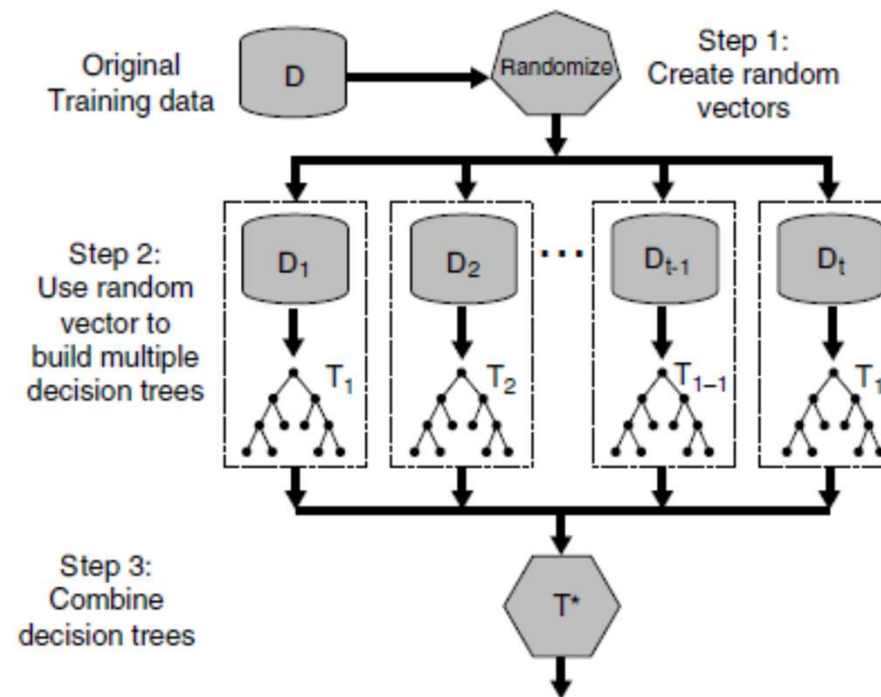 Original
Training data
D
Randomize
Step 1:
Create random
vectors
Step 2:
Use random
vector to
build multiple
decision trees
D₁
D₂
...
Dₜ₋₁
Dₜ
T₁
T₂
T₁₋₁
T₁
Step 3:
Combine
decision trees
T*